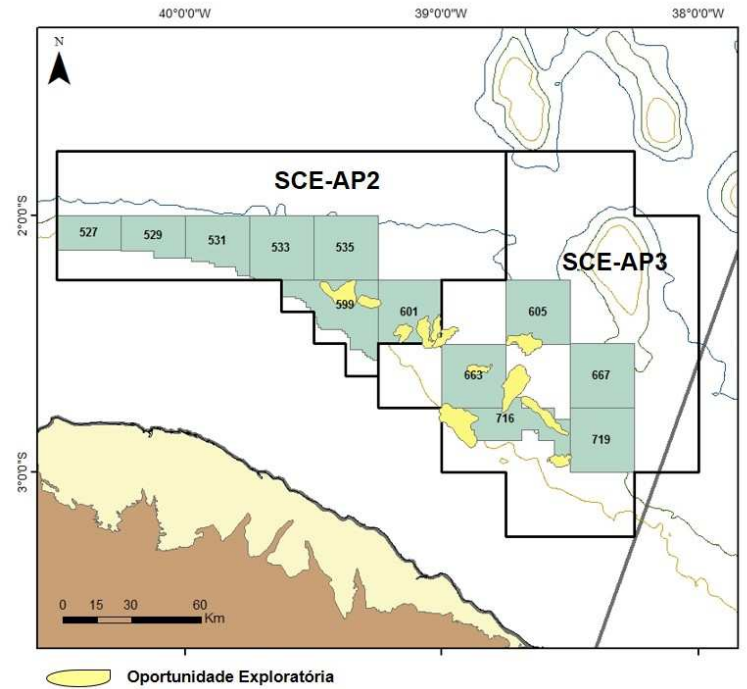 40°0'0"W 39°0'0"W 38°0'0"W
N
SCE-AP2
2°0'0"S
527 529 531 533 535
SCE-AP3
599 601 605
663 667
716 719
3°0'0"S
0 15 30 60
Km
Oportunidade Exploratória